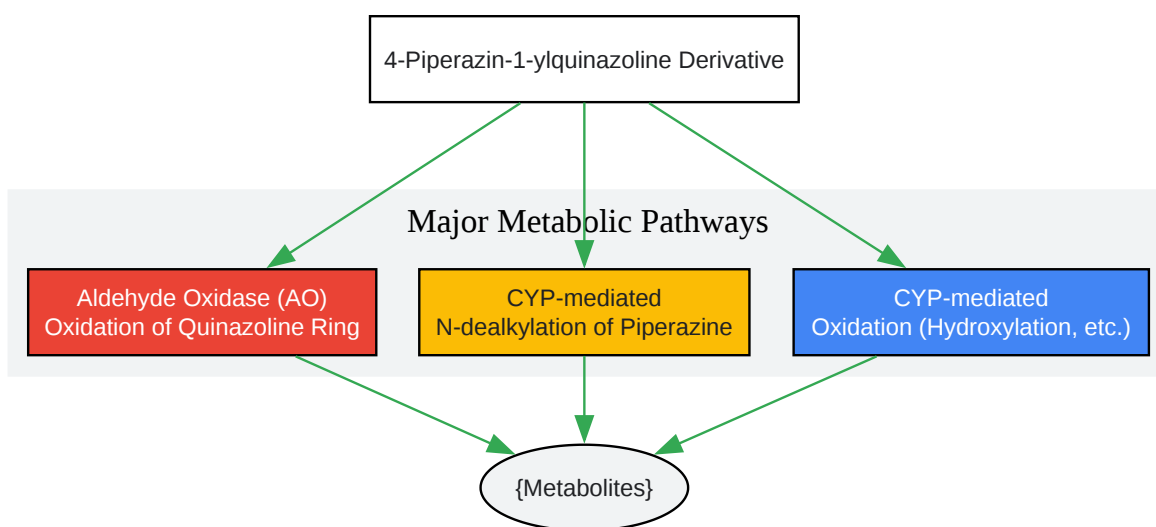 4-Piperazin-1-ylquinazoline Derivative
Major Metabolic Pathways
Aldehyde Oxidase (AO)
Oxidation of Quinazoline Ring
CYP-mediated
N-dealkylation of Piperazine
CYP-mediated
Oxidation (Hydroxylation, etc.)
{Metabolites}